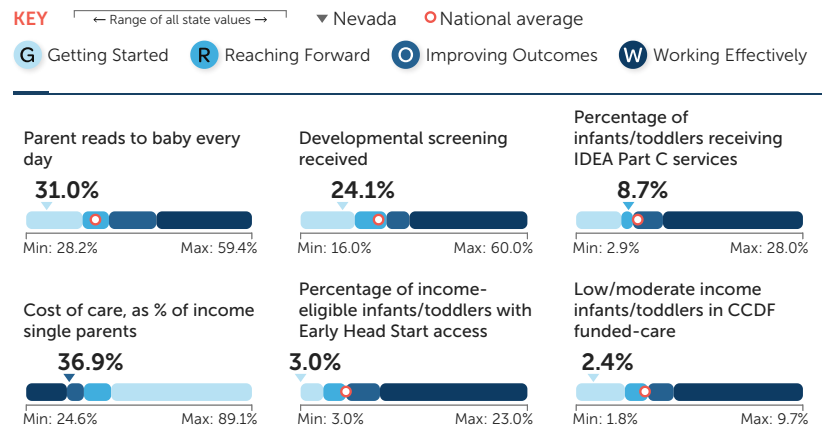 KEY
← Range of all state values →
Nevada
National average
G Getting Started
R Reaching Forward
O Improving Outcomes
W Working Effectively
Parent reads to baby every
day
31.0%
Min: 28.2%
Max: 59.4%
Developmental screening
received
24.1%
Min: 16.0%
Max: 60.0%
Percentage of
infants/toddlers receiving
IDEA Part C services
8.7%
Min: 2.9%
Max: 28.0%
Cost of care, as % of income
single parents
36.9%
Min: 24.6%
Max: 89.1%
Percentage of income-
eligible infants/toddlers with
Early Head Start access
3.0%
Min: 3.0%
Max: 23.0%
Low/moderate income
infants/toddlers in CCDF
funded-care
2.4%
Min: 1.8%
Max: 9.7%